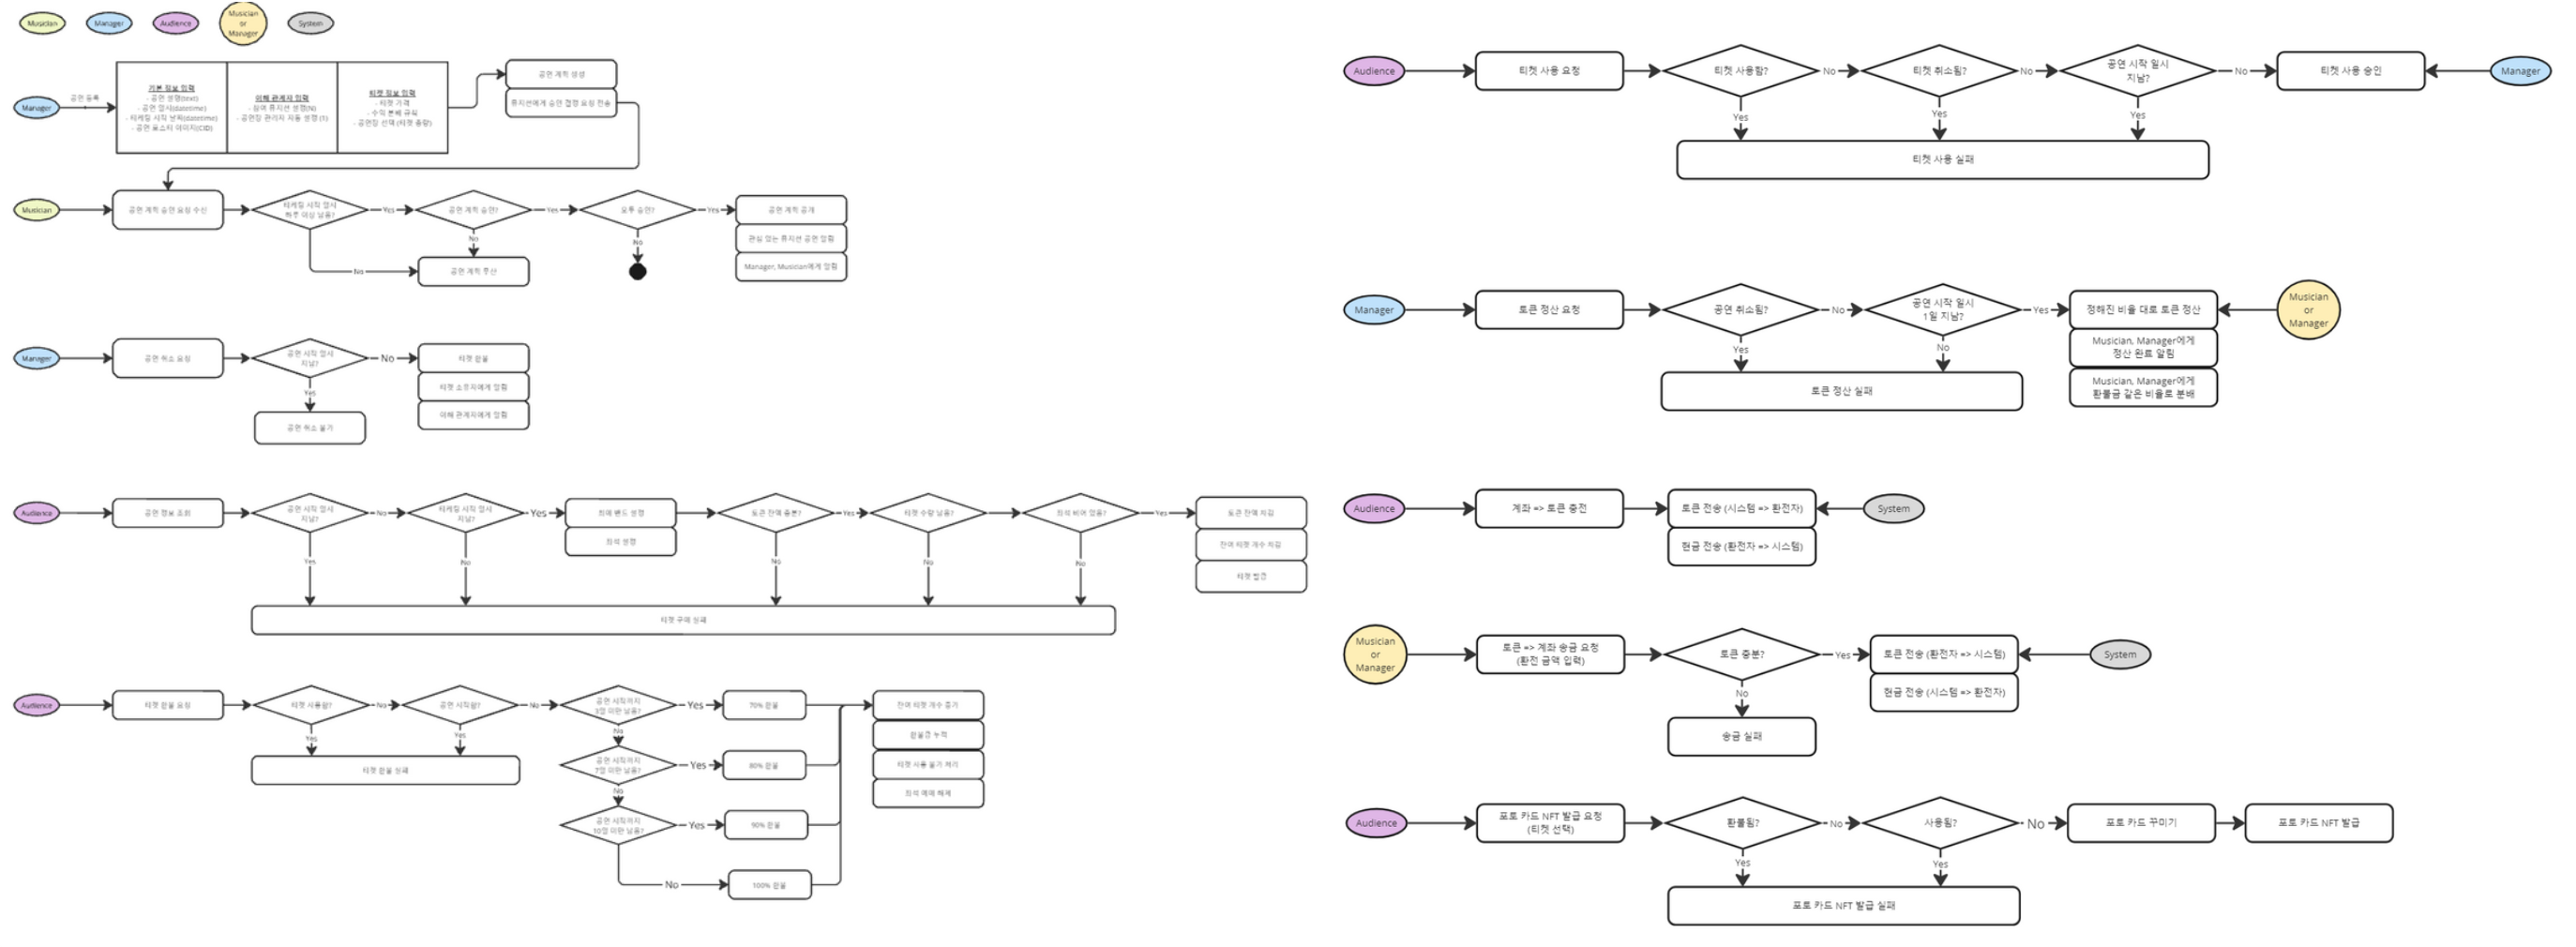 Musician
Manager
Audience
Musician
or
Manager
System
Manager
공연 등록
기본 정보 입력
- 공연 설명(text)
- 공연 일시(datetime)
- 티케팅 시작 날짜(datetime)
- 공연 포스터 이미지(CID)
이해 관계자 입력
- 참여 뮤지션 설정(N)
- 공연장 관리자 자동 설정 (1)
티켓 정보 입력
- 티켓 가격
- 수익 분배 규칙
- 공연장 선택 (티켓 총량)
공연 계획 생성
뮤지션에게 승인 결정 요청 전송
Musician
공연 계획 승인 요청 수신
티케팅 시작 일시
하루 이상 남음?
Yes
공연 계획 승인?
Yes
모두 승인?
Yes
공연 계획 공개
관심 있는 뮤지션 공연 알림
Manager, Musician에게 알림
No
No
No
공연 계획 무산
Manager
공연 취소 요청
공연 시작 일시
지남?
No
티켓 환불
티켓 소유자에게 알림
이해 관계자에게 알림
Yes
공연 취소 불가
Audience
공연 정보 조회
공연 시작 일시
지남?
No
티케팅 시작 일시
지남?
Yes
최애 밴드 설정
좌석 설정
토큰 잔액 충분?
Yes
티켓 수량 남음?
좌석 비어 있음?
Yes
토큰 잔액 차감
잔여 티켓 개수 차감
티켓 발급
Yes
No
No
No
No
티켓 구매 실패
Audience
티켓 환불 요청
티켓 사용함?
No
공연 시작함?
No
공연 시작까지
3일 미만 남음?
Yes
70% 환불
잔여 티켓 개수 증가
환불금 누적
티켓 사용 불가 처리
좌석 예매 해제
Yes
Yes
티켓 환불 실패
No
공연 시작까지
7일 미만 남음?
Yes
80% 환불
No
공연 시작까지
10일 미만 남음?
Yes
90% 환불
No
100% 환불
Audience
티켓 사용 요청
티켓 사용함?
No
티켓 취소됨?
No
공연 시작 일시
지남?
No
티켓 사용 승인
Manager
Yes
Yes
Yes
티켓 사용 실패
Manager
토큰 정산 요청
공연 취소됨?
No
공연 시작 일시
1일 지남?
Yes
정해진 비율 대로 토큰 정산
Musician, Manager에게
정산 완료 알림
Musician, Manager에게
환불금 같은 비율로 분배
Musician
or
Manager
Yes
No
토큰 정산 실패
Audience
계좌 => 토큰 충전
토큰 전송 (시스템 => 환전자)
현금 전송 (환전자 => 시스템)
System
Musician
or
Manager
토큰 => 계좌 송금 요청
(환전 금액 입력)
토큰 충분?
Yes
토큰 전송 (환전자 => 시스템)
현금 전송 (시스템 => 환전자)
System
No
송금 실패
Audience
포토 카드 NFT 발급 요청
(티켓 선택)
환불됨?
No
사용됨?
No
포토 카드 꾸미기
포토 카드 NFT 발급
Yes
Yes
포토 카드 NFT 발급 실패